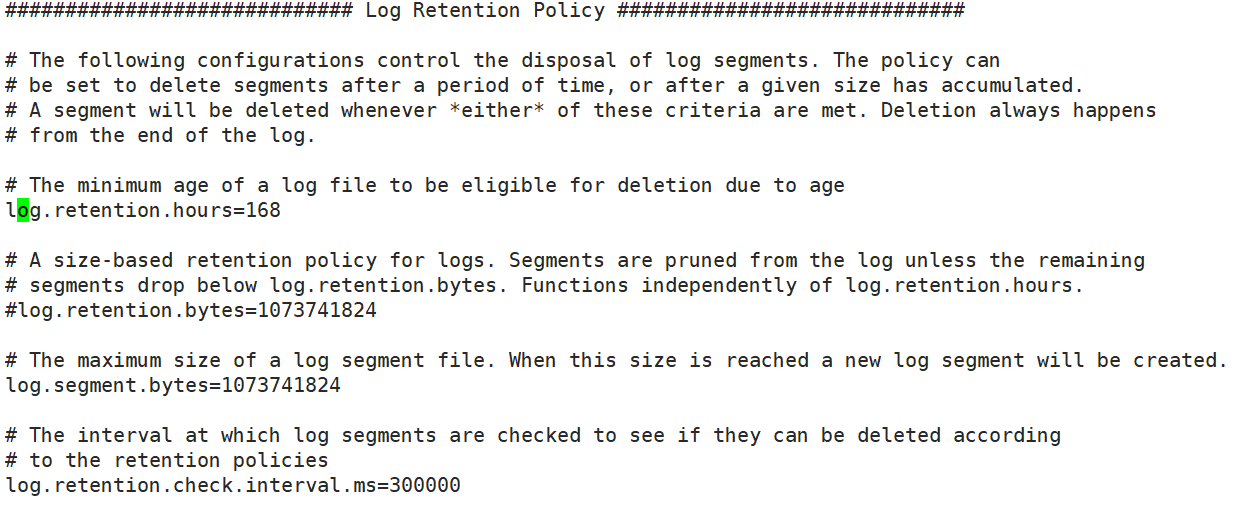 ############################# Log Retention Policy #############################
# The following configurations control the disposal of log segments. The policy can
# be set to delete segments after a period of time, or after a given size has accumulated.
# A segment will be deleted whenever *either* of these criteria are met. Deletion always happens
# from the end of the log.
# The minimum age of a log file to be eligible for deletion due to age
log.retention.hours=168
# A size-based retention policy for logs. Segments are pruned from the log unless the remaining
# segments drop below log.retention.bytes. Functions independently of log.retention.hours.
#log.retention.bytes=1073741824
# The maximum size of a log segment file. When this size is reached a new log segment will be created.
log.segment.bytes=1073741824
# The interval at which log segments are checked to see if they can be deleted according
# to the retention policies
log.retention.check.interval.ms=300000